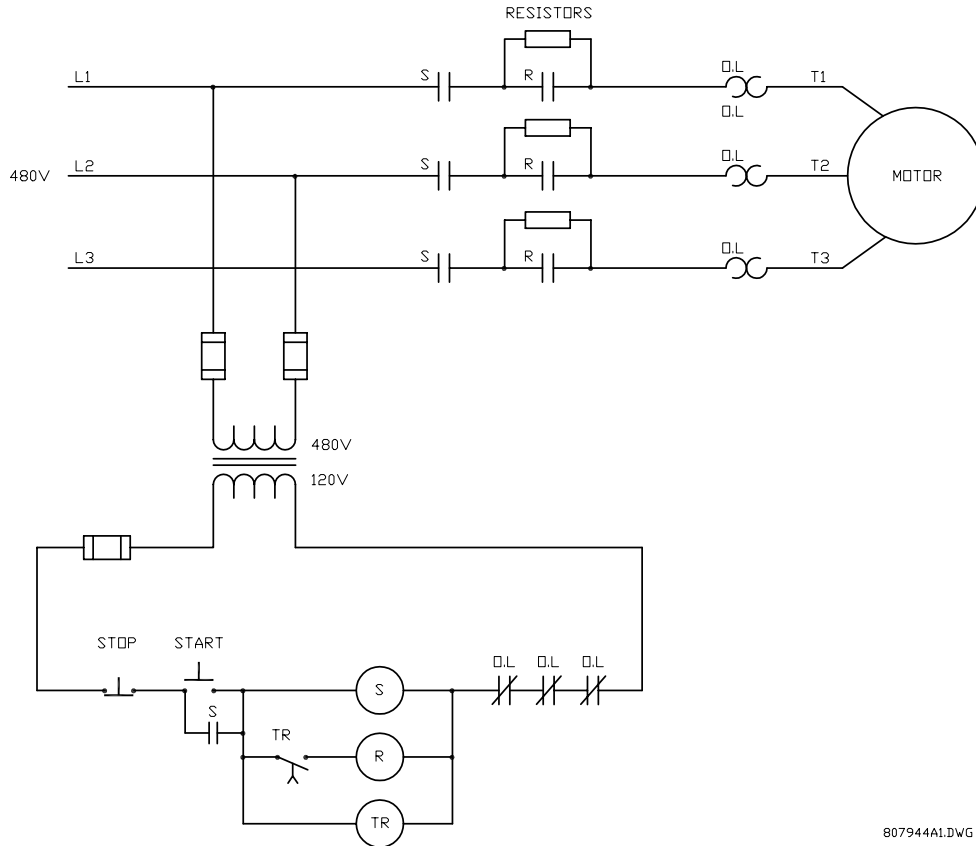 RESISTORS
L1
S
R
O.L
T1
O.L
480V
L2
S
R
O.L
T2
MOTOR
L3
S
R
O.L
T3
480V
120V
STOP
START
O.L
O.L
O.L
S
S
TR
R
TR
807944A1.DWG